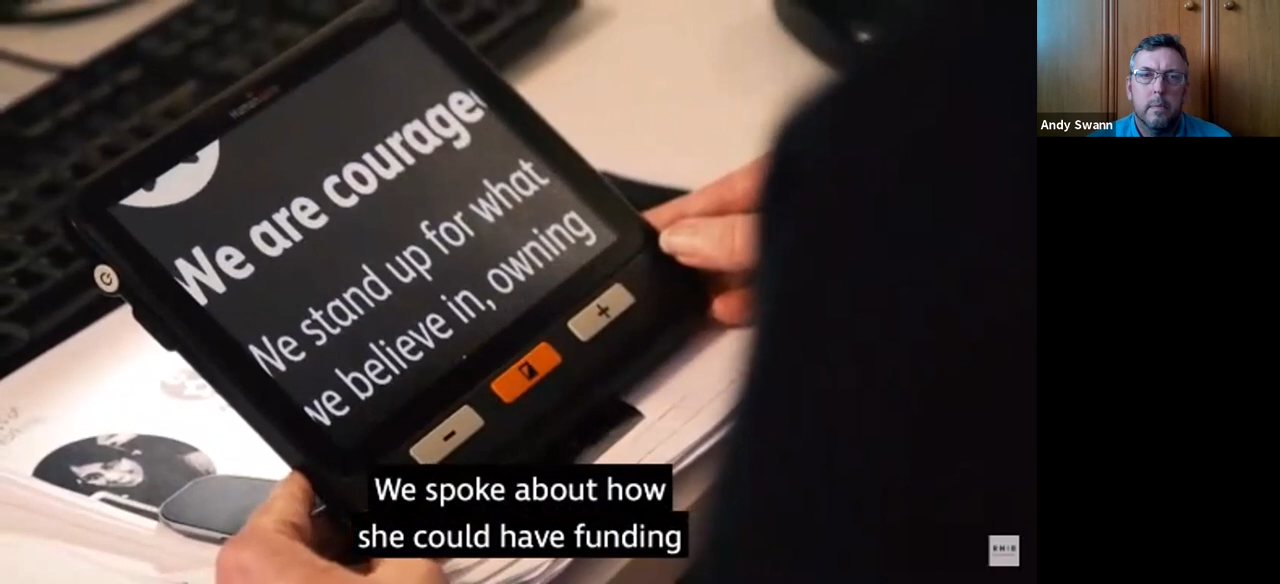 We are courage
We stand up for what
we believe in, owning
+
-
We spoke about how
she could have funding
RNIB
Andy Swann